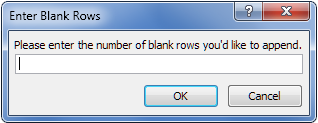 Enter Blank Rows
Please enter the number of blank rows you'd like to append.
OK
Cancel